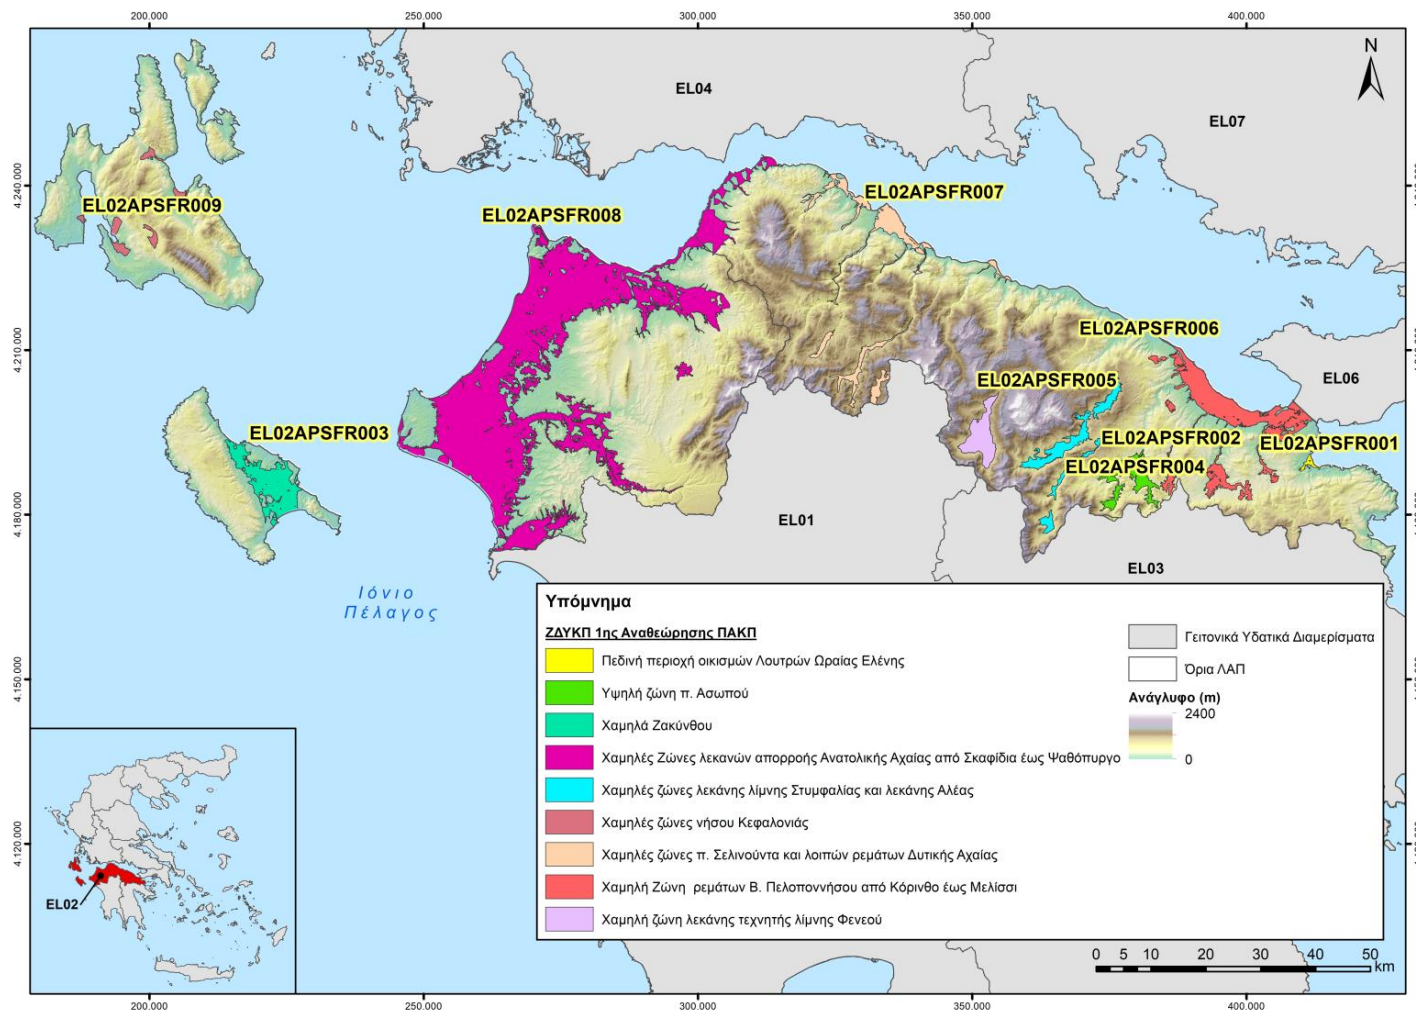 200.000 250.000 300.000 350.000 400.000
N
EL04
EL07
4.240.000
EL02APSFR009
EL02APSFR008
EL02APSFR007
4.210.000
EL02APSFR006
EL06
EL02APSFR005
EL02APSFR003
EL02APSFR002
EL02APSFR001
EL02APSFR004
4.180.000
EL01
EL03
Ιόνιο
Πέλαγος
Υπόμνημα
ΖΔΥΚΠ 1ης Αναθεώρησης ΠΑΚΠ
Πεδινή περιοχή οικισμών Λουτρών Ωραίας Ελένης
Υψηλή ζώνη π. Ασωπού
Χαμηλά Ζακύνθου
Χαμηλές Ζώνες λεκανών απορροής Ανατολικής Αχαίας από Σκαφίδια έως Ψαθόπυργο
Χαμηλές ζώνες λεκάνης λίμνης Στυμφαλίας και λεκάνης Αλέας
Χαμηλές ζώνες νήσου Κεφαλονιάς
Χαμηλές ζώνες π. Σελινούντα και λοιπών ρεμάτων Δυτικής Αχαίας
Χαμηλή Ζώνη ρεμάτων Β. Πελοποννήσου από Κόρινθο έως Μελίσσι
Χαμηλή ζώνη λεκάνης τεχνητής λίμνης Φενεού
Γειτονικά Υδατικά Διαμερίσματα
Όρια ΛΑΠ
Ανάγλυφο (m)
2400
0
4.150.000
4.120.000
EL02
0 5 10 20 30 40 50
km
200.000 250.000 300.000 350.000 400.000